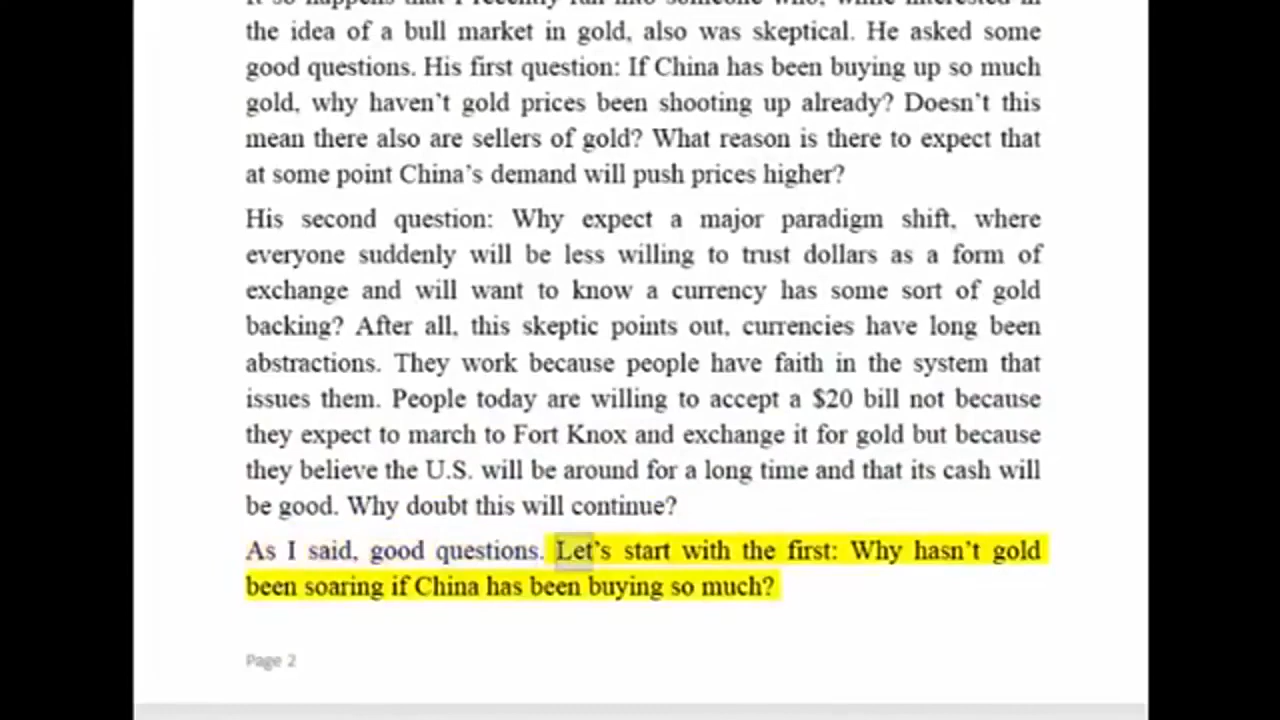 the idea of a bull market in gold, also was skeptical. He asked some
good questions. His first question: If China has been buying up so much
gold, why haven't gold prices been shooting up already? Doesn't this
mean there also are sellers of gold? What reason is there to expect that
at some point China's demand will push prices higher?
His second question: Why expect a major paradigm shift, where
everyone suddenly will be less willing to trust dollars as a form of
exchange and will want to know a currency has some sort of gold
backing? After all, this skeptic points out, currencies have long been
abstractions. They work because people have faith in the system that
issues them. People today are willing to accept a $20 bill not because
they expect to march to Fort Knox and exchange it for gold but because
they believe the U.S. will be around for a long time and that its cash will
be good. Why doubt this will continue?
As I said, good questions. Let's start with the first: Why hasn't gold
been soaring if China has been buying so much?
Page 2